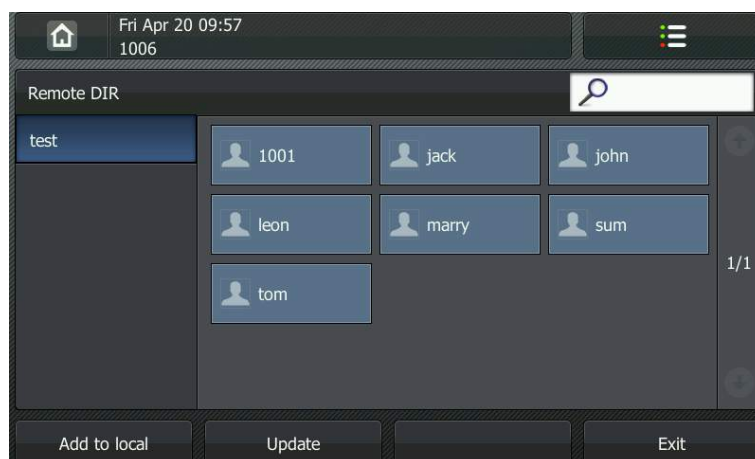 Fri Apr 20 09:57
1006
Remote DIR
test
1001
jack
john
leon
marry
sum
tom
1/1
Add to local
Update
Exit